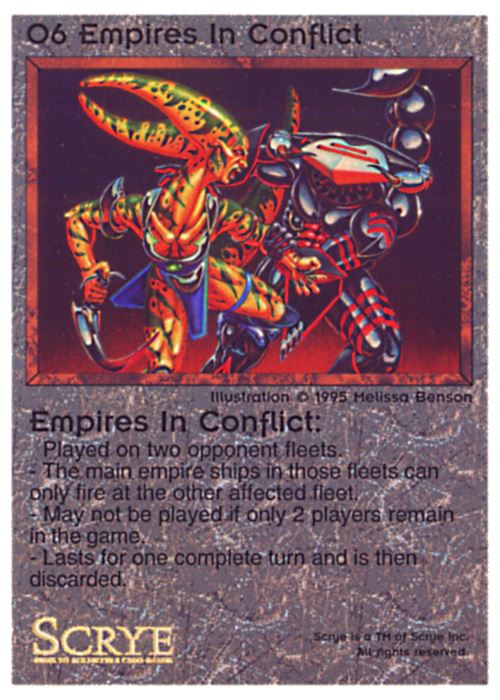 06 Empires In Conflict
Illustration © 1995 Melissa Benson
Empires In Conflict:
- Played on two opponent fleets.
- The main empire ships in those fleets can
only fire at the other affected fleet.
- May not be played if only 2 players remain
in the game.
- Lasts for one complete turn and is then
discarded.
SCRYE
Scrye is a TM of Scrye Inc.
All rights reserved.